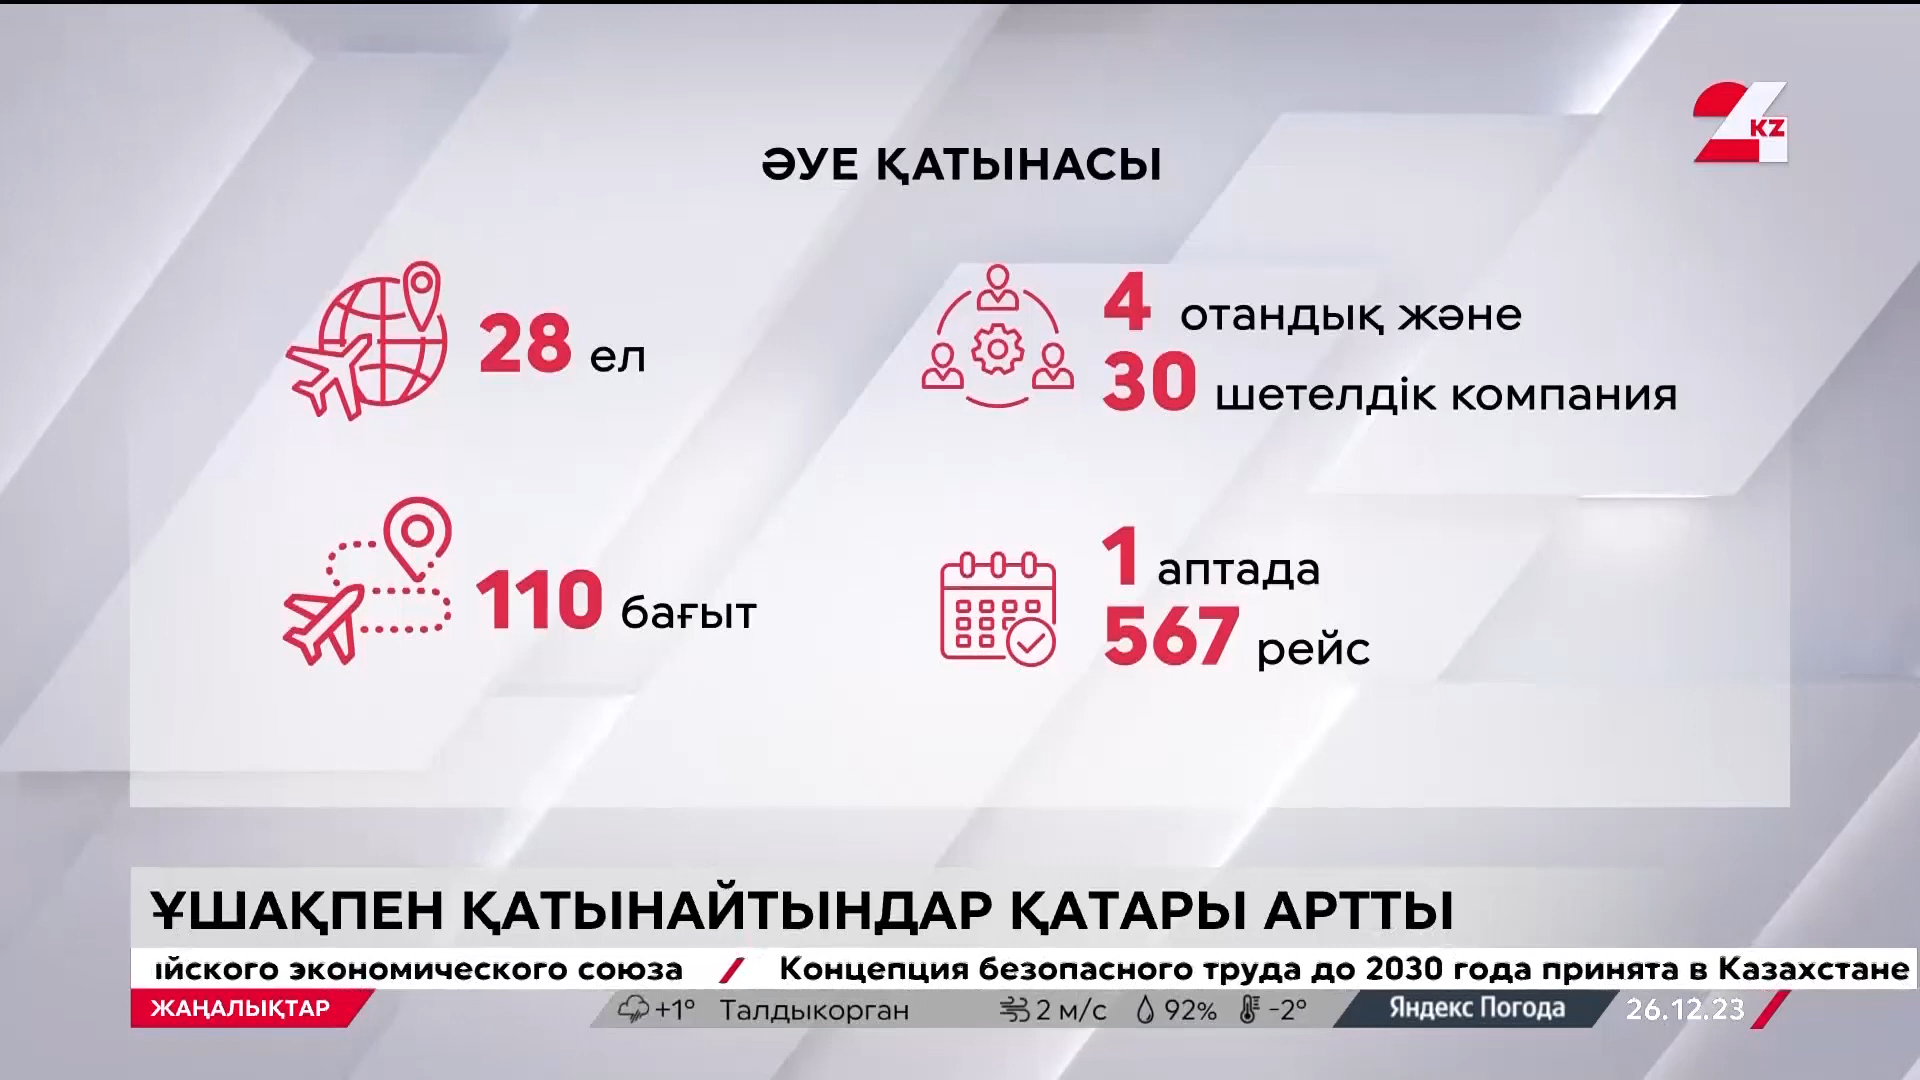 24 KZ
ӘУЕ ҚАТЫНАСЫ
28 ел
4 отандық және
30 шетелдік компания
110 бағыт
1 аптада
567 рейс
ҰШАҚПЕН ҚАТЫНАЙТЫНДАР ҚАТАРЫ АРТТЫ
ийского экономического союза / Концепция безопасного труда до 2030 года принята в Казахстане
ЖАҢАЛЫҚТАР
+1° Талдыкорган 2 м/с 92% -2° Яндекс Погода 26.12.23